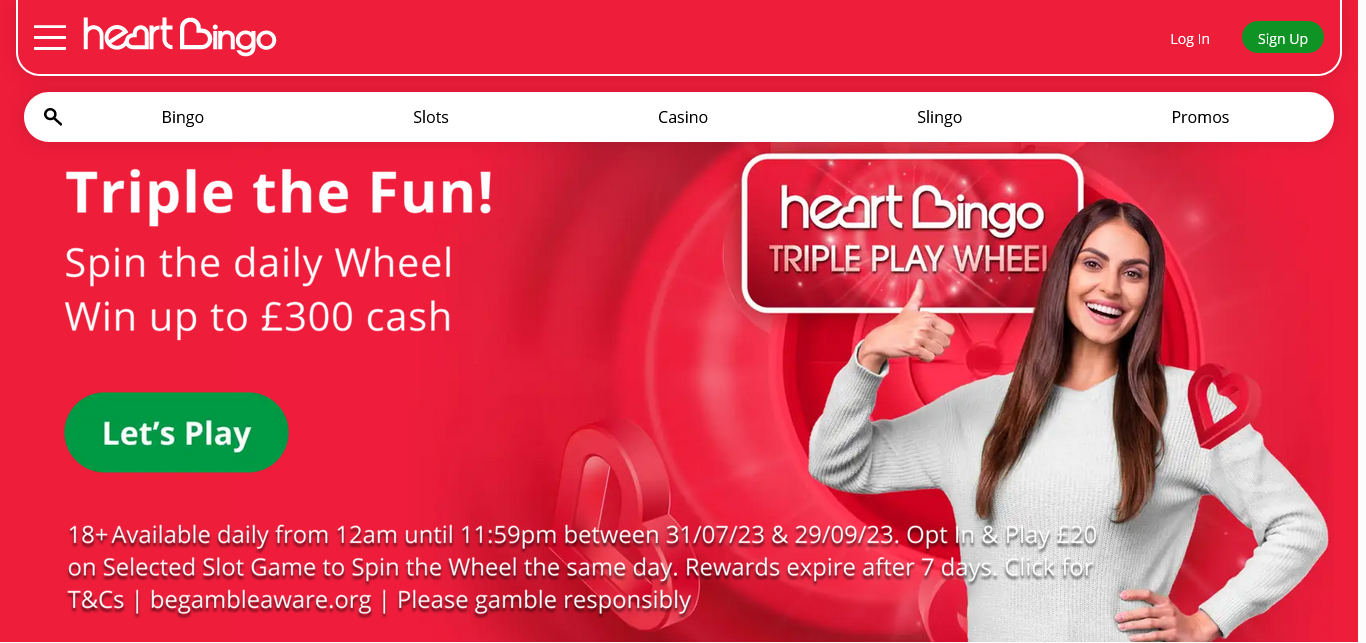 heart Bingo
Log In
Sign Up
Bingo
Slots
Casino
Slingo
Promos
heart Bingo
TRIPLE PLAY WHEEL
Triple the Fun!
Spin the daily Wheel
Win up to £300 cash
Let's Play
18+ Available daily from 12am until 11:59pm between 31/07/23 & 29/09/23. Opt In & Play £20
on Selected Slot Game to Spin the Wheel the same day. Rewards expire after 7 days. Click for
T&Cs | begambleaware.org | Please gamble responsibly